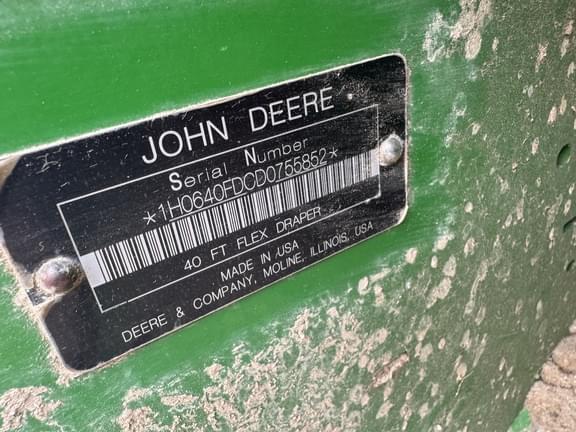 JOHN DEERE
Serial Number
*1H0640FDCD0755852*
40 FT FLEX DRAPER
MADE IN USA
DEERE & COMPANY, MOLINE, ILLINOIS, USA